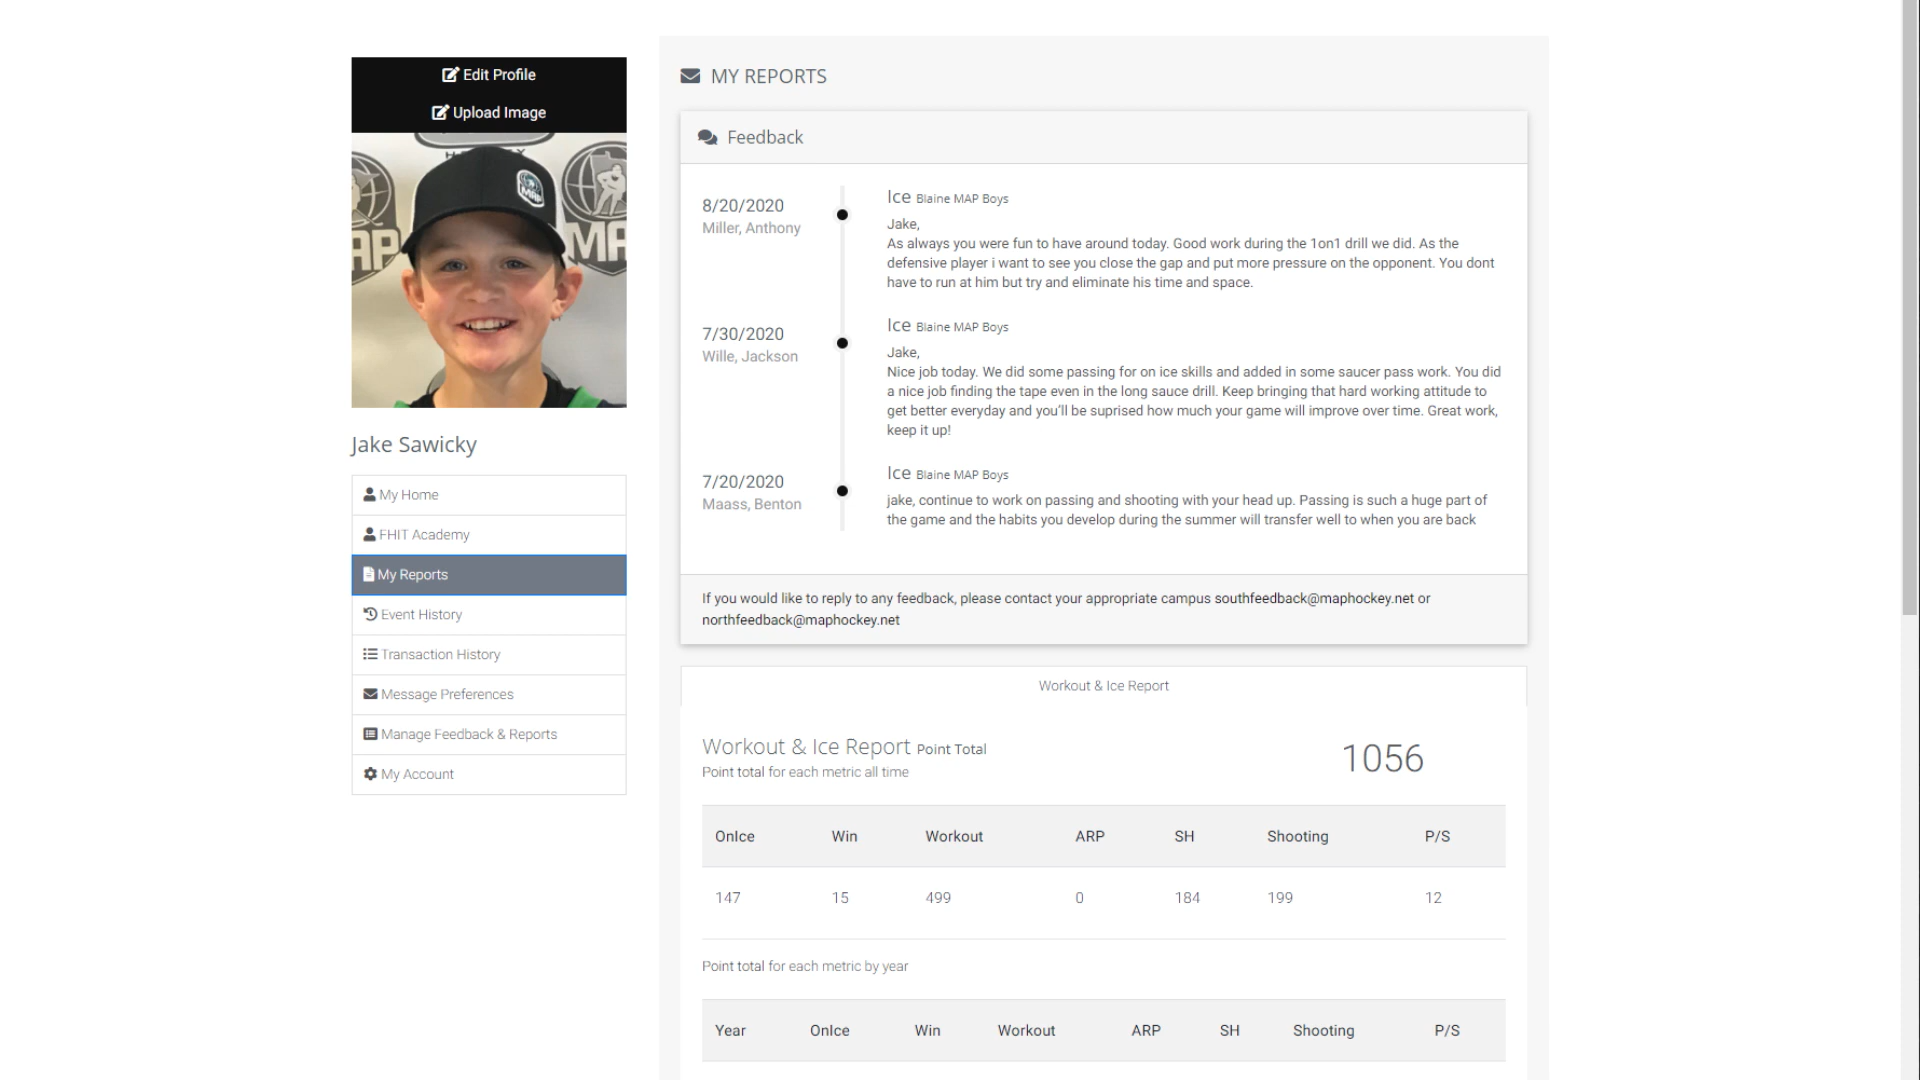 Edit Profile
Upload Image
MAP
AP
MA
Jake Sawicky
My Home
FHIT Academy
My Reports
Event History
Transaction History
Message Preferences
Manage Feedback & Reports
My Account
MY REPORTS
Feedback
8/20/2020
Miller, Anthony
Ice Blaine MAP Boys
Jake,
As always you were fun to have around today. Good work during the 1on1 drill we did. As the
defensive player i want to see you close the gap and put more pressure on the opponent. You dont
have to run at him but try and eliminate his time and space.
7/30/2020
Wille, Jackson
Ice Blaine MAP Boys
Jake,
Nice job today. We did some passing for on ice skills and added in some saucer pass work. You did
a nice job finding the tape even in the long sauce drill. Keep bringing that hard working attitude to
get better everyday and you'll be suprised how much your game will improve over time. Great work,
keep it up!
7/20/2020
Maass, Benton
Ice Blaine MAP Boys
jake, continue to work on passing and shooting with your head up. Passing is such a huge part of
the game and the habits you develop during the summer will transfer well to when you are back
If you would like to reply to any feedback, please contact your appropriate campus southfeedback@maphockey.net or
northfeedback@maphockey.net
Workout & Ice Report
Workout & Ice Report Point Total
Point total for each metric all time
1056
OnIce Win Workout ARP SH Shooting P/S
147 15 499 0 184 199 12
Point total for each metric by year
Year OnIce Win Workout ARP SH Shooting P/S